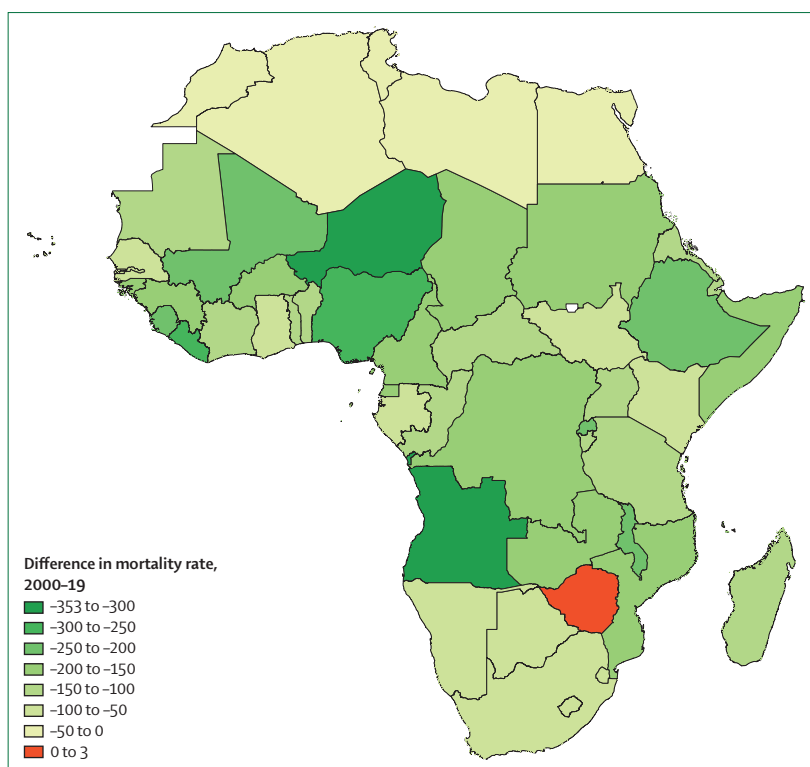 Difference in mortality rate,
2000–19
–353 to –300
–300 to –250
–250 to –200
–200 to –150
–150 to –100
–100 to –50
–50 to 0
0 to 3